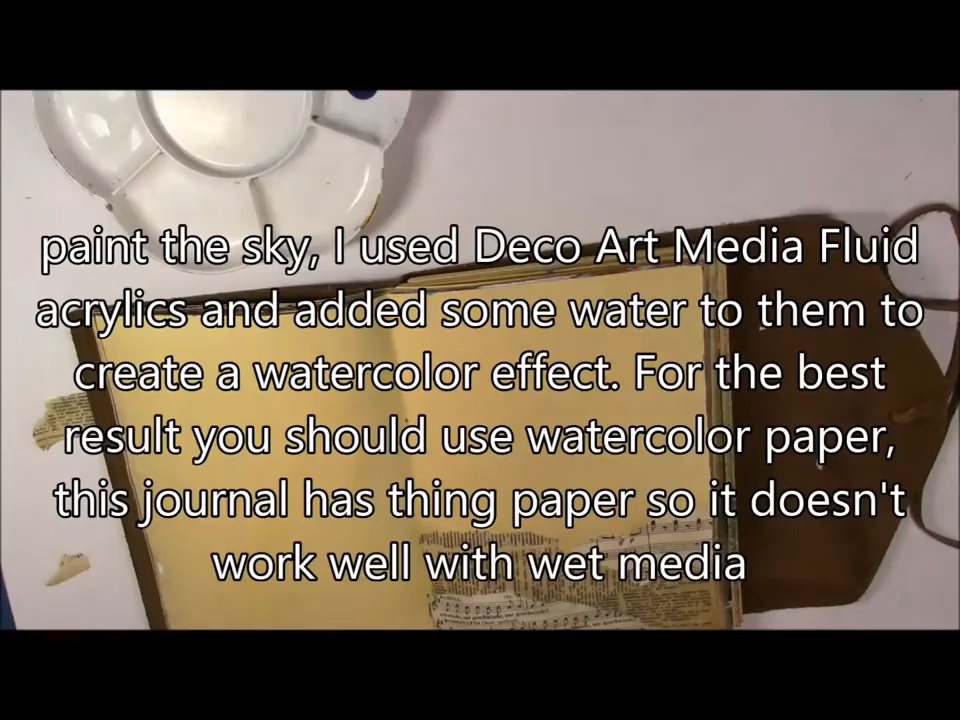 paint the sky, I used Deco Art Media Fluid
acrylics and added some water to them to
create a watercolor effect. For the best
result you should use watercolor paper,
this journal has thing paper so it doesn't
work well with wet media